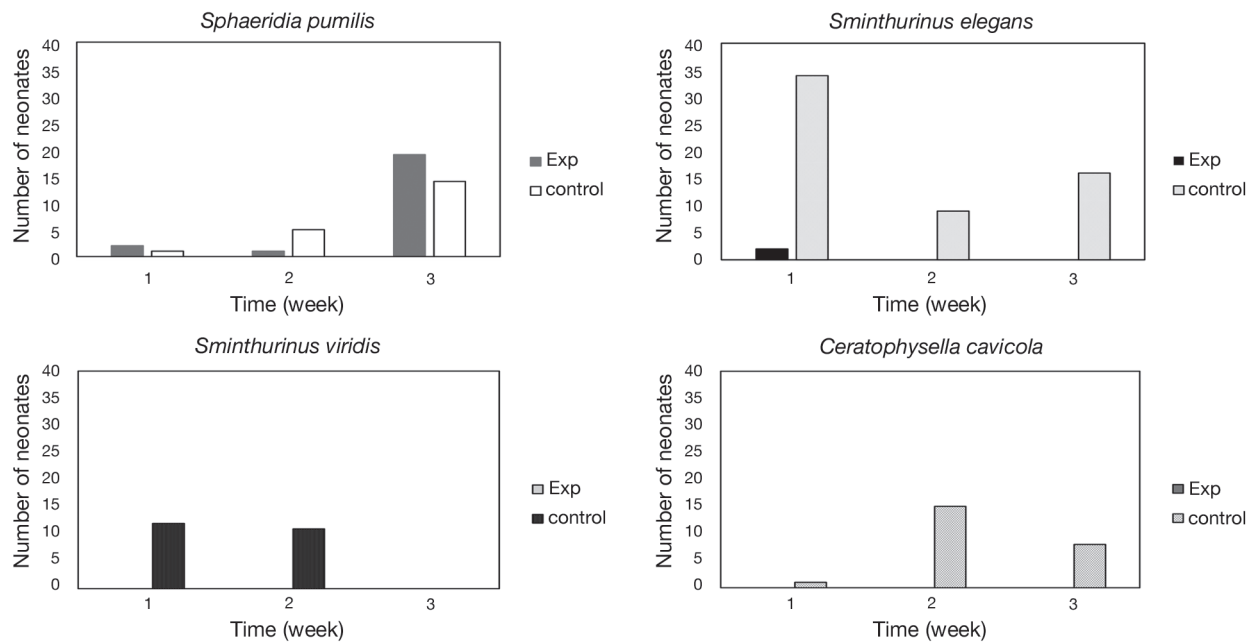 Sphaeridia pumilis
Number of neonates
40
35
30
25
20
15
10
5
0
1 2 3
Time (week)
Exp
control
Sminthurinus elegans
Number of neonates
40
35
30
25
20
15
10
5
0
1 2 3
Time (week)
Exp
control
Sminthurinus viridis
Number of neonates
40
35
30
25
20
15
10
5
0
1 2 3
Time (week)
Exp
control
Ceratophysella cavicola
Number of neonates
40
35
30
25
20
15
10
5
0
1 2 3
Time (week)
Exp
control